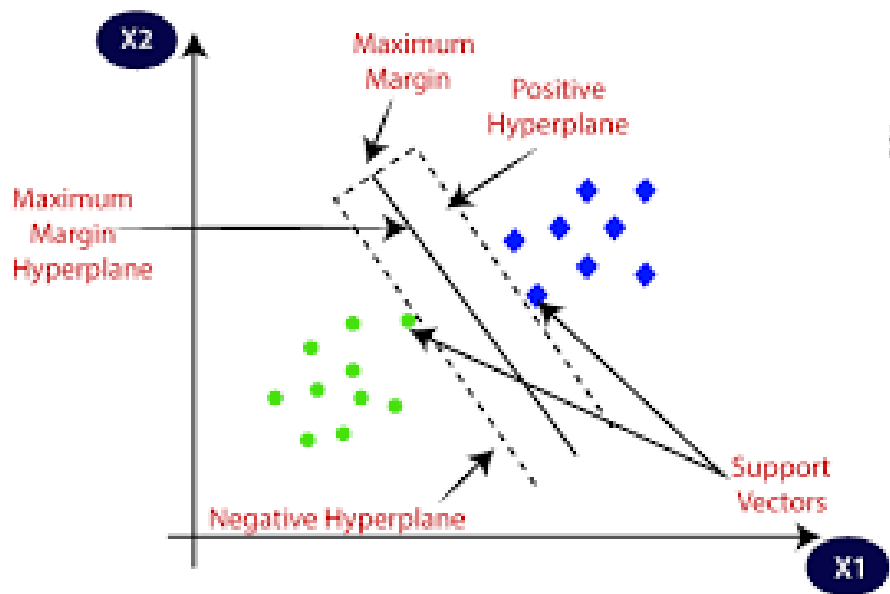 X2
Maximum
Margin
Positive
Hyperplane
Maximum
Margin
Hyperplane
Support
Vectors
Negative Hyperplane
X1